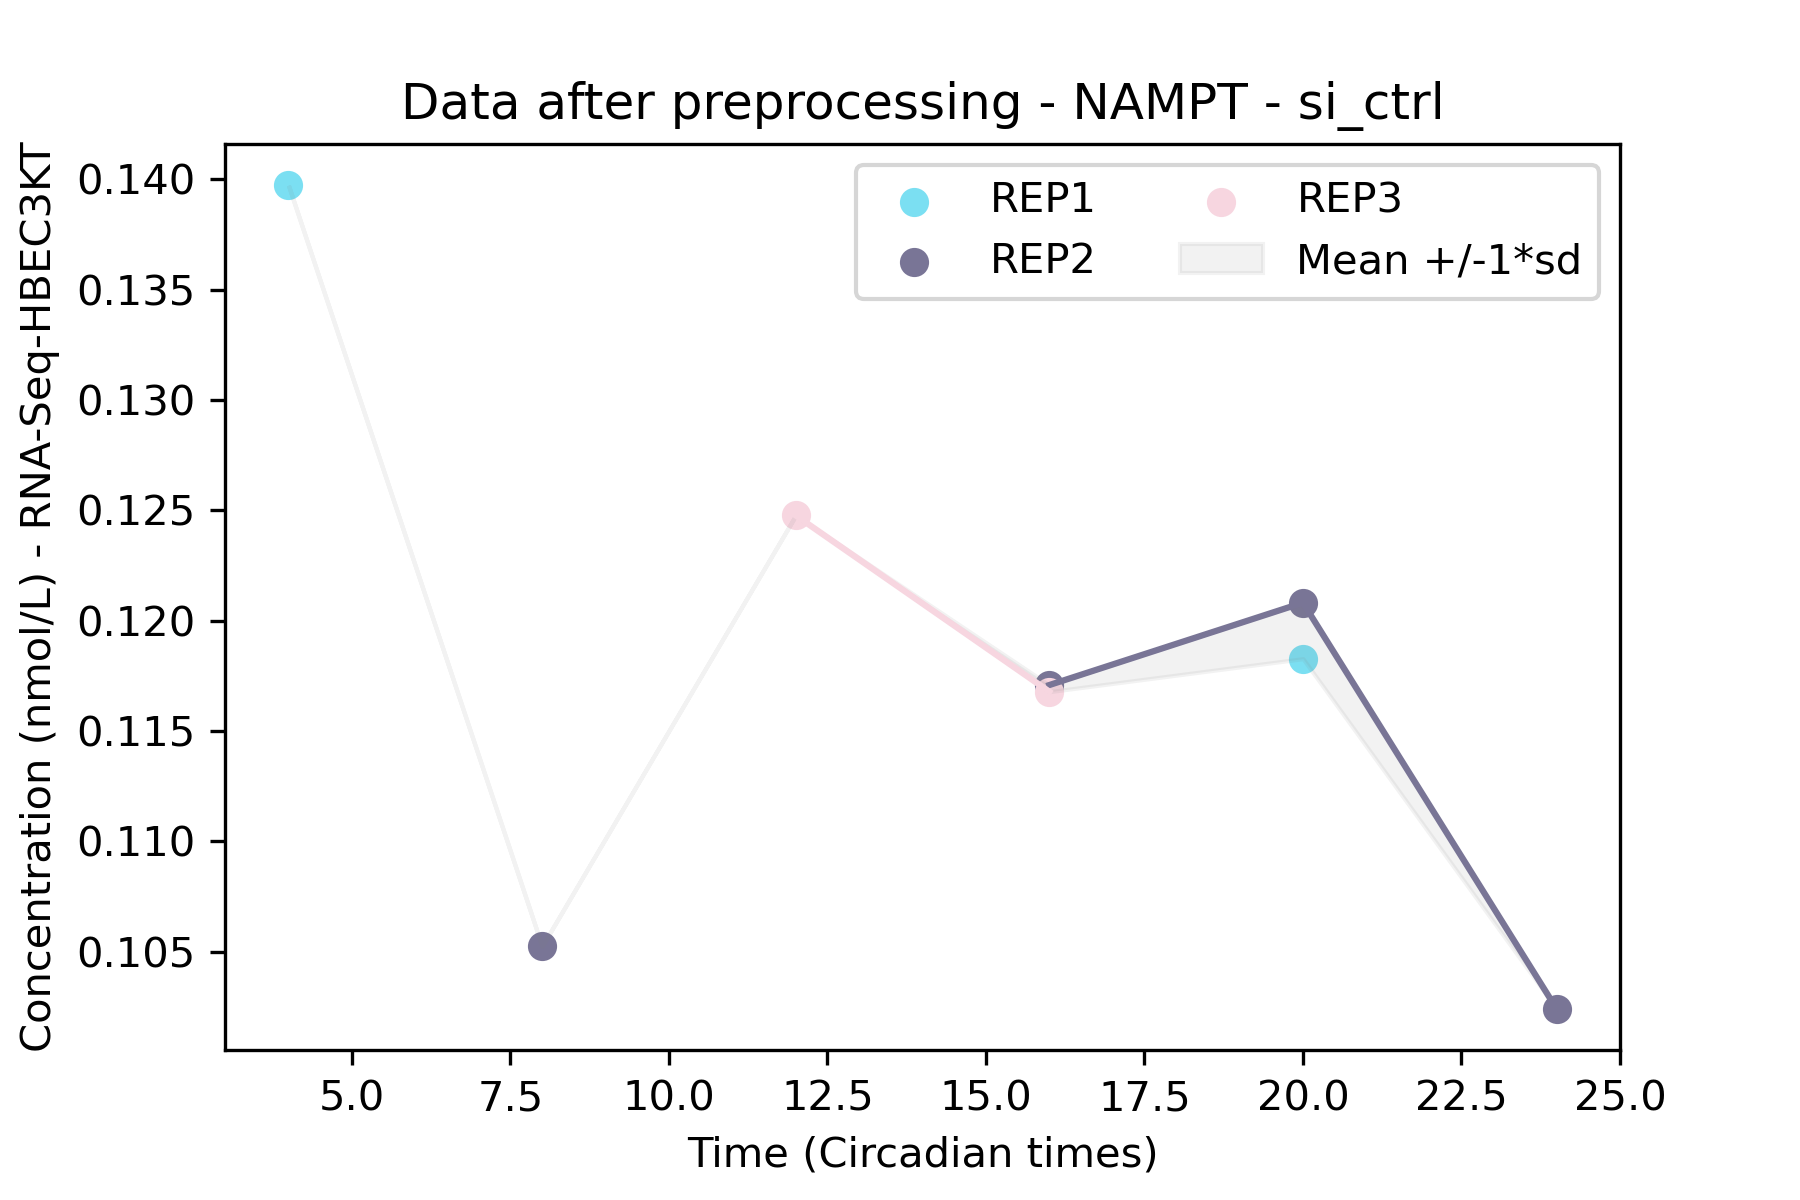 Data after preprocessing - NAMPT - si_ctrl
Concentration (nmol/L) - RNA-Seq-HBEC3KT
0.140
0.135
0.130
0.125
0.120
0.115
0.110
0.105
REP1
REP2
REP3
Mean +/-1*sd
5.0 7.5 10.0 12.5 15.0 17.5 20.0 22.5 25.0
Time (Circadian times)